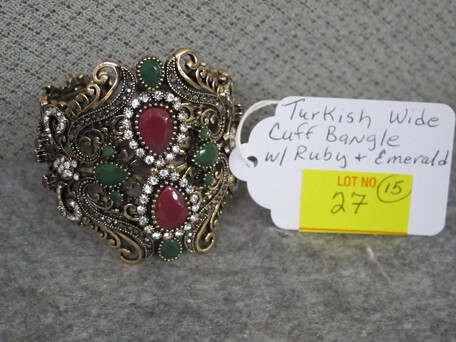 Turkish Wide
Cuff Bangle
w/ Ruby + Emerald
LOT NO. 15
27